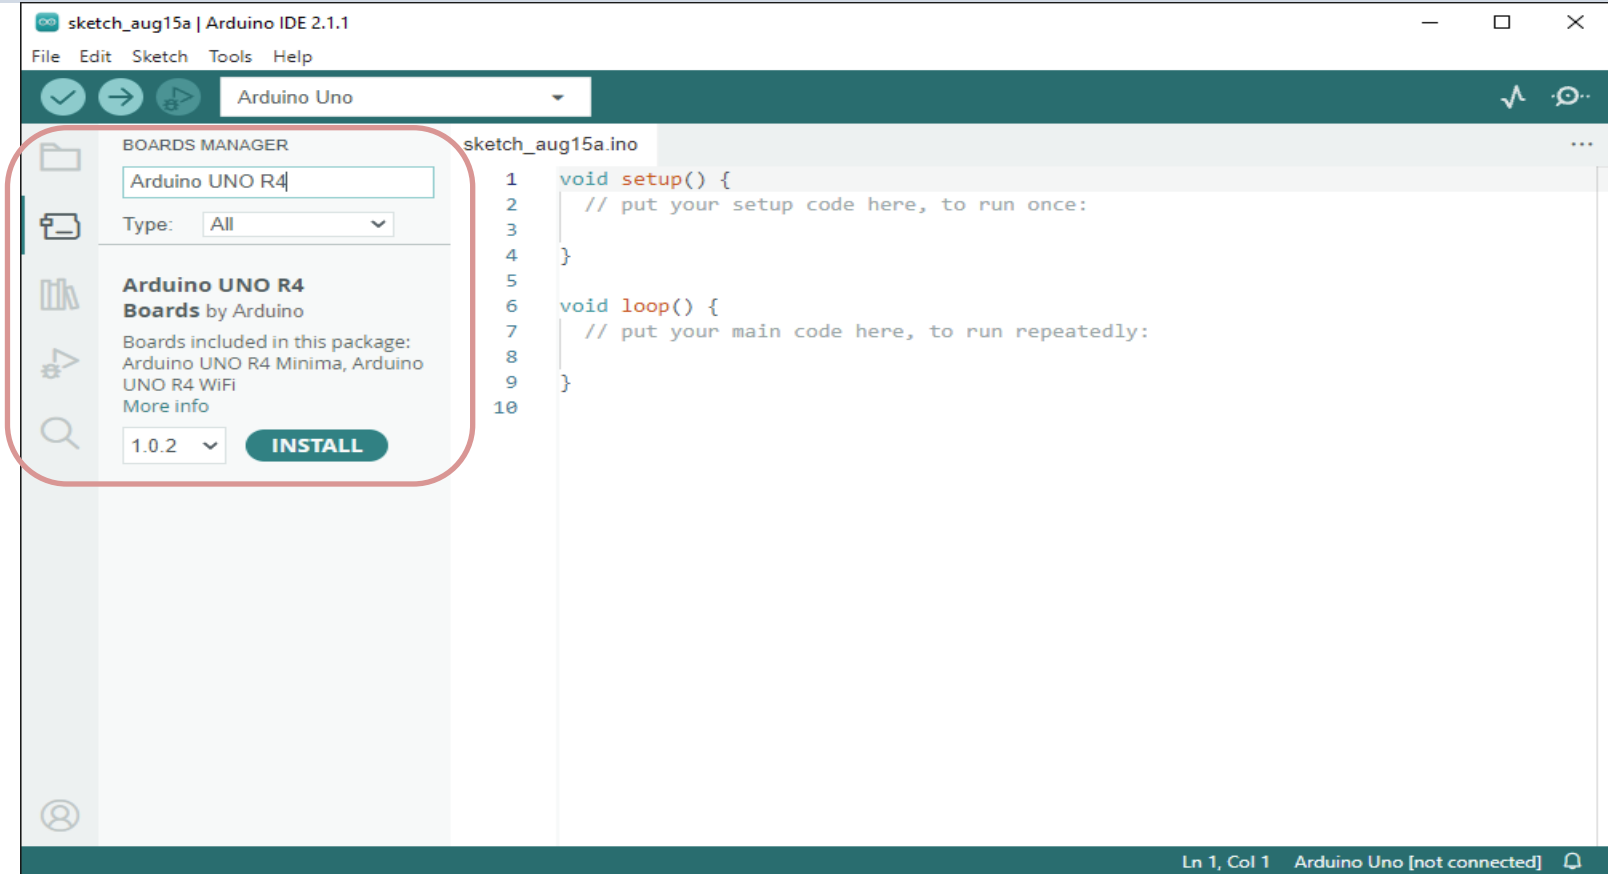 sketch_aug15a | Arduino IDE 2.1.1
File Edit Sketch Tools Help
Arduino Uno
BOARDS MANAGER
Arduino UNO R4
Type: All
Arduino UNO R4
Boards by Arduino
Boards included in this package:
Arduino UNO R4 Minima, Arduino
UNO R4 WiFi
More info
1.0.2 INSTALL
sketch_aug15a.ino
1 void setup() {
2 // put your setup code here, to run once:
3
4 }
5
6 void loop() {
7 // put your main code here, to run repeatedly:
8
9 }
10
Ln 1, Col 1 Arduino Uno [not connected]